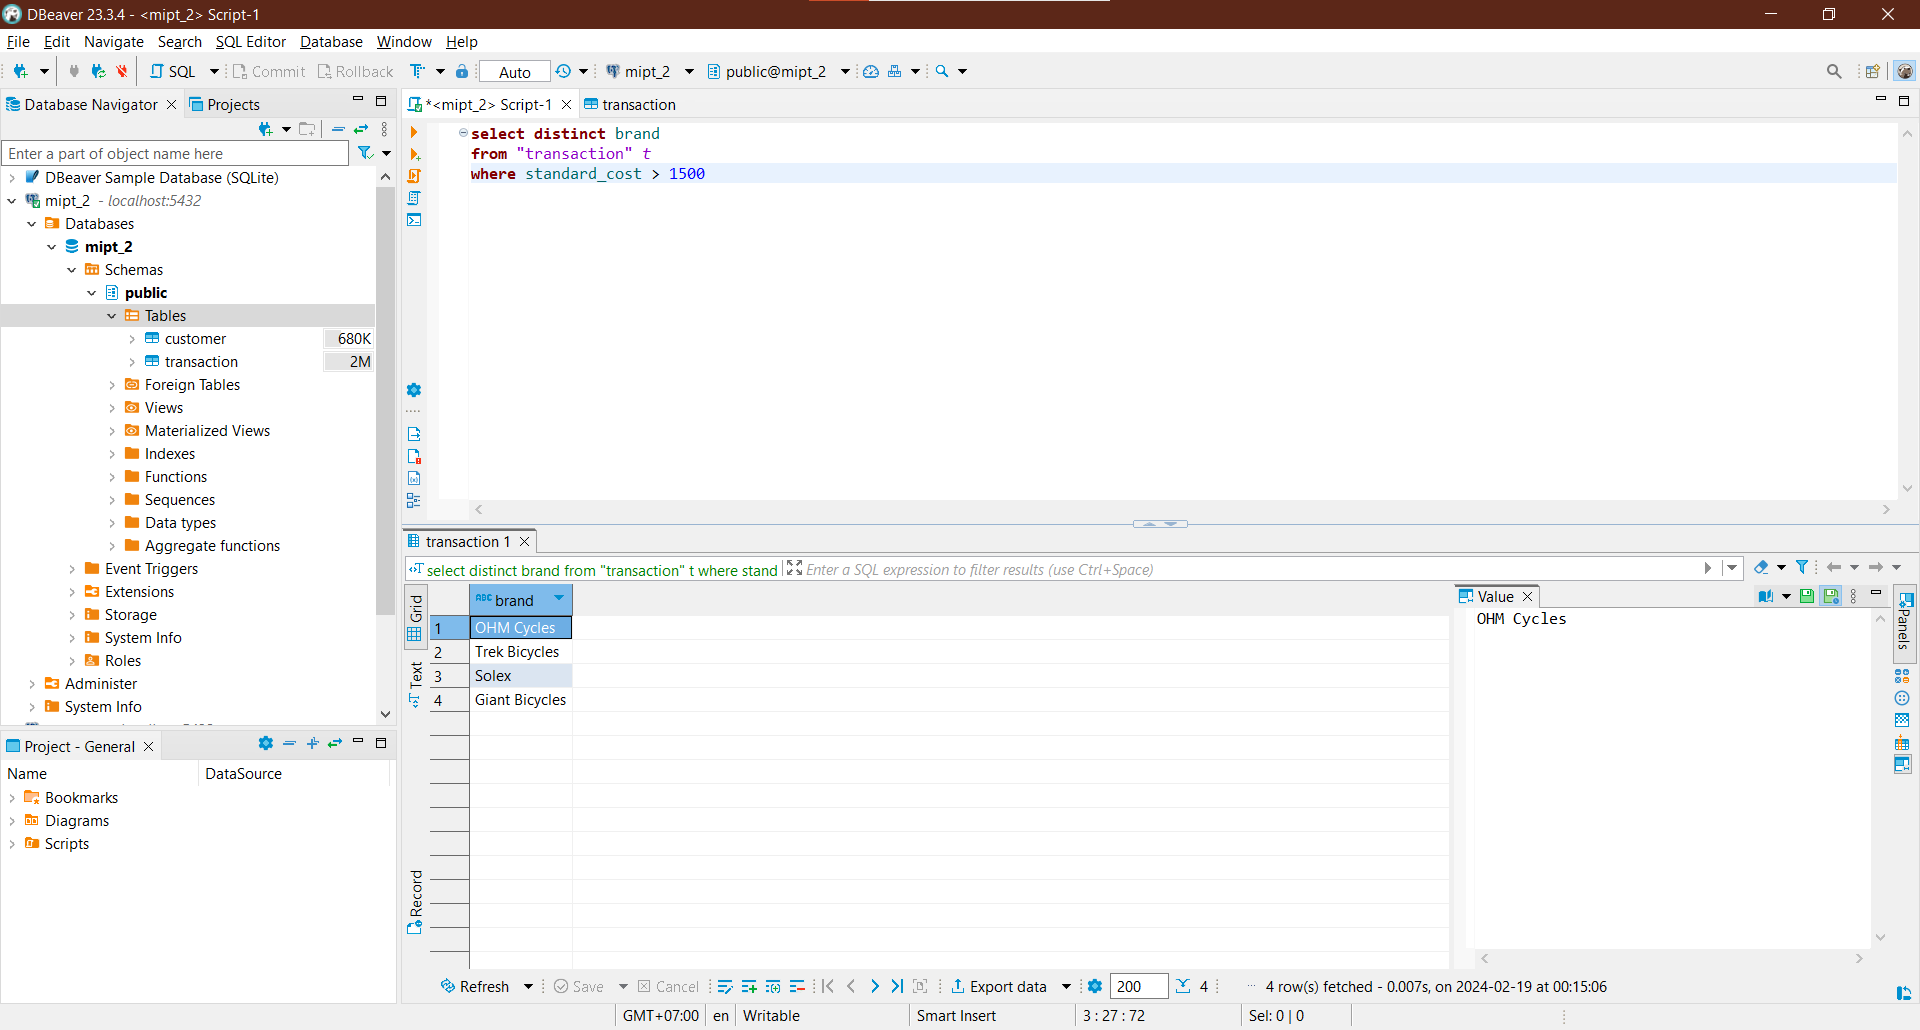 DBeaver 23.3.4 - <mipt_2> Script-1
File Edit Navigate Search SQL Editor Database Window Help
SQL Commit Rollback Auto mipt_2 public@mipt_2
Database Navigator Projects
*<mipt_2> Script-1 transaction
Enter a part of object name here
DBeaver Sample Database (SQLite)
mipt_2 - localhost:5432
Databases
mipt_2
Schemas
public
Tables
customer 680K
transaction 2M
Foreign Tables
Views
Materialized Views
Indexes
Functions
Sequences
Data types
Aggregate functions
Event Triggers
Extensions
Storage
System Info
Roles
Administer
System Info
Project - General
Name DataSource
Bookmarks
Diagrams
Scripts
select distinct brand
from "transaction" t
where standard_cost > 1500
transaction 1
select distinct brand from "transaction" t where stand Enter a SQL expression to filter results (use Ctrl+Space)
Grid
Text
Record
ABC brand
1 OHM Cycles
2 Trek Bicycles
3 Solex
4 Giant Bicycles
Value
OHM Cycles
Panels
Refresh Save Cancel Export data 200 4 4 row(s) fetched - 0.007s, on 2024-02-19 at 00:15:06
GMT+07:00 en Writable Smart Insert 3 : 27 : 72 Sel: 0 | 0